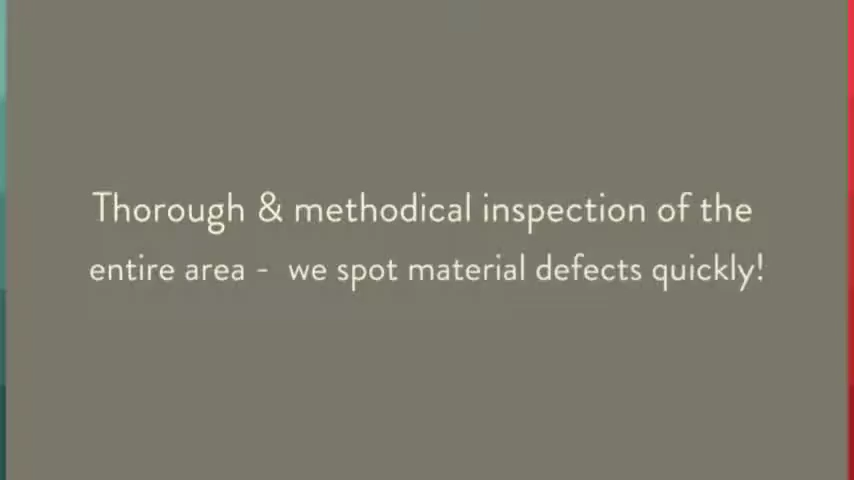 Thorough & methodical inspection of the
entire area -  we spot material defects quickly!